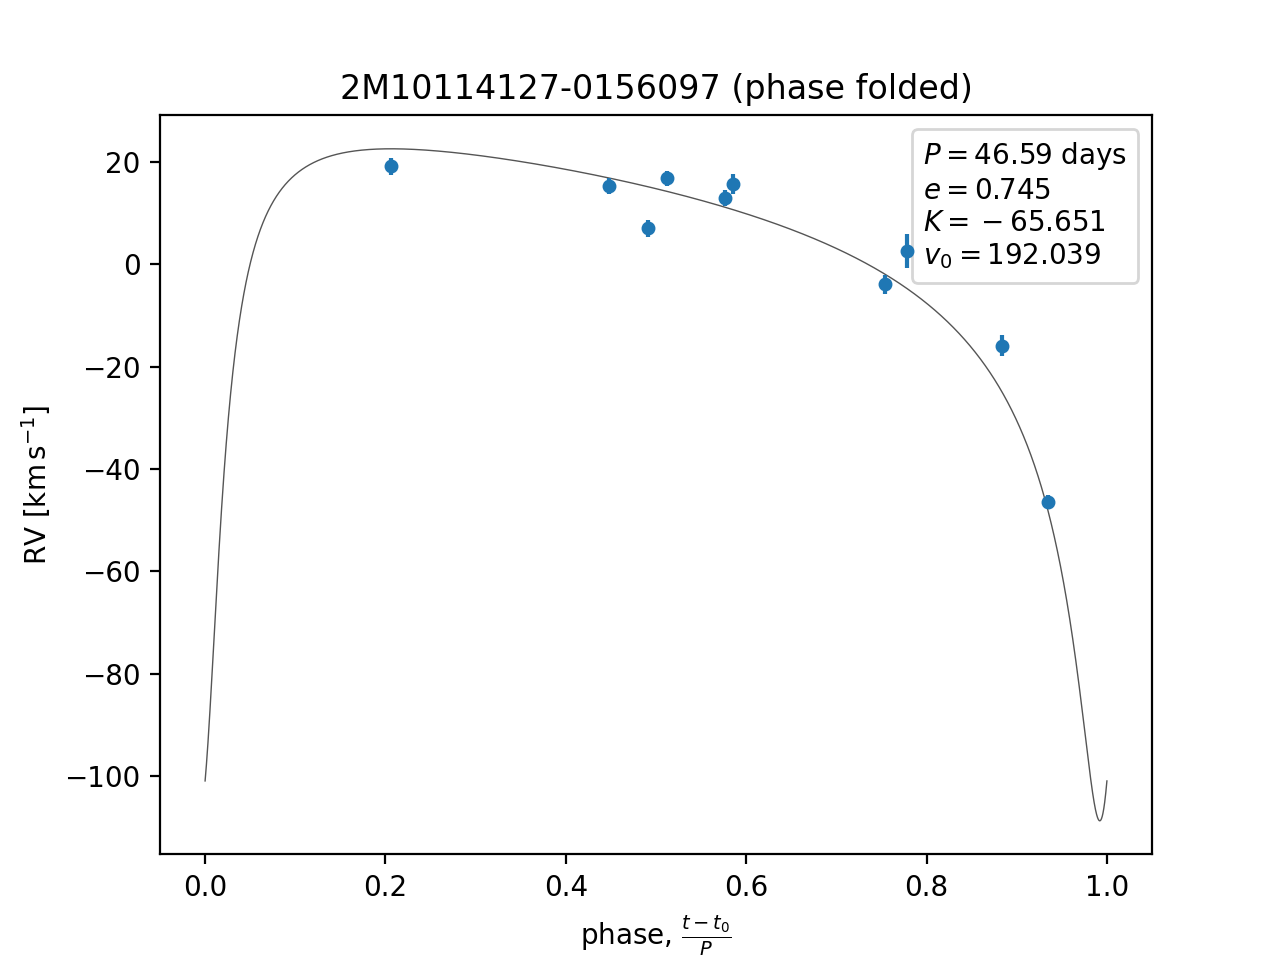 2M10114127-0156097 (phase folded)
P = 46.59 days
e = 0.745
K = − 65.651
v₀ = 192.039
RV [km s⁻¹]
20
0
−20
−40
−60
−80
−100
0.0 0.2 0.4 0.6 0.8 1.0
phase, (t − t₀)/P